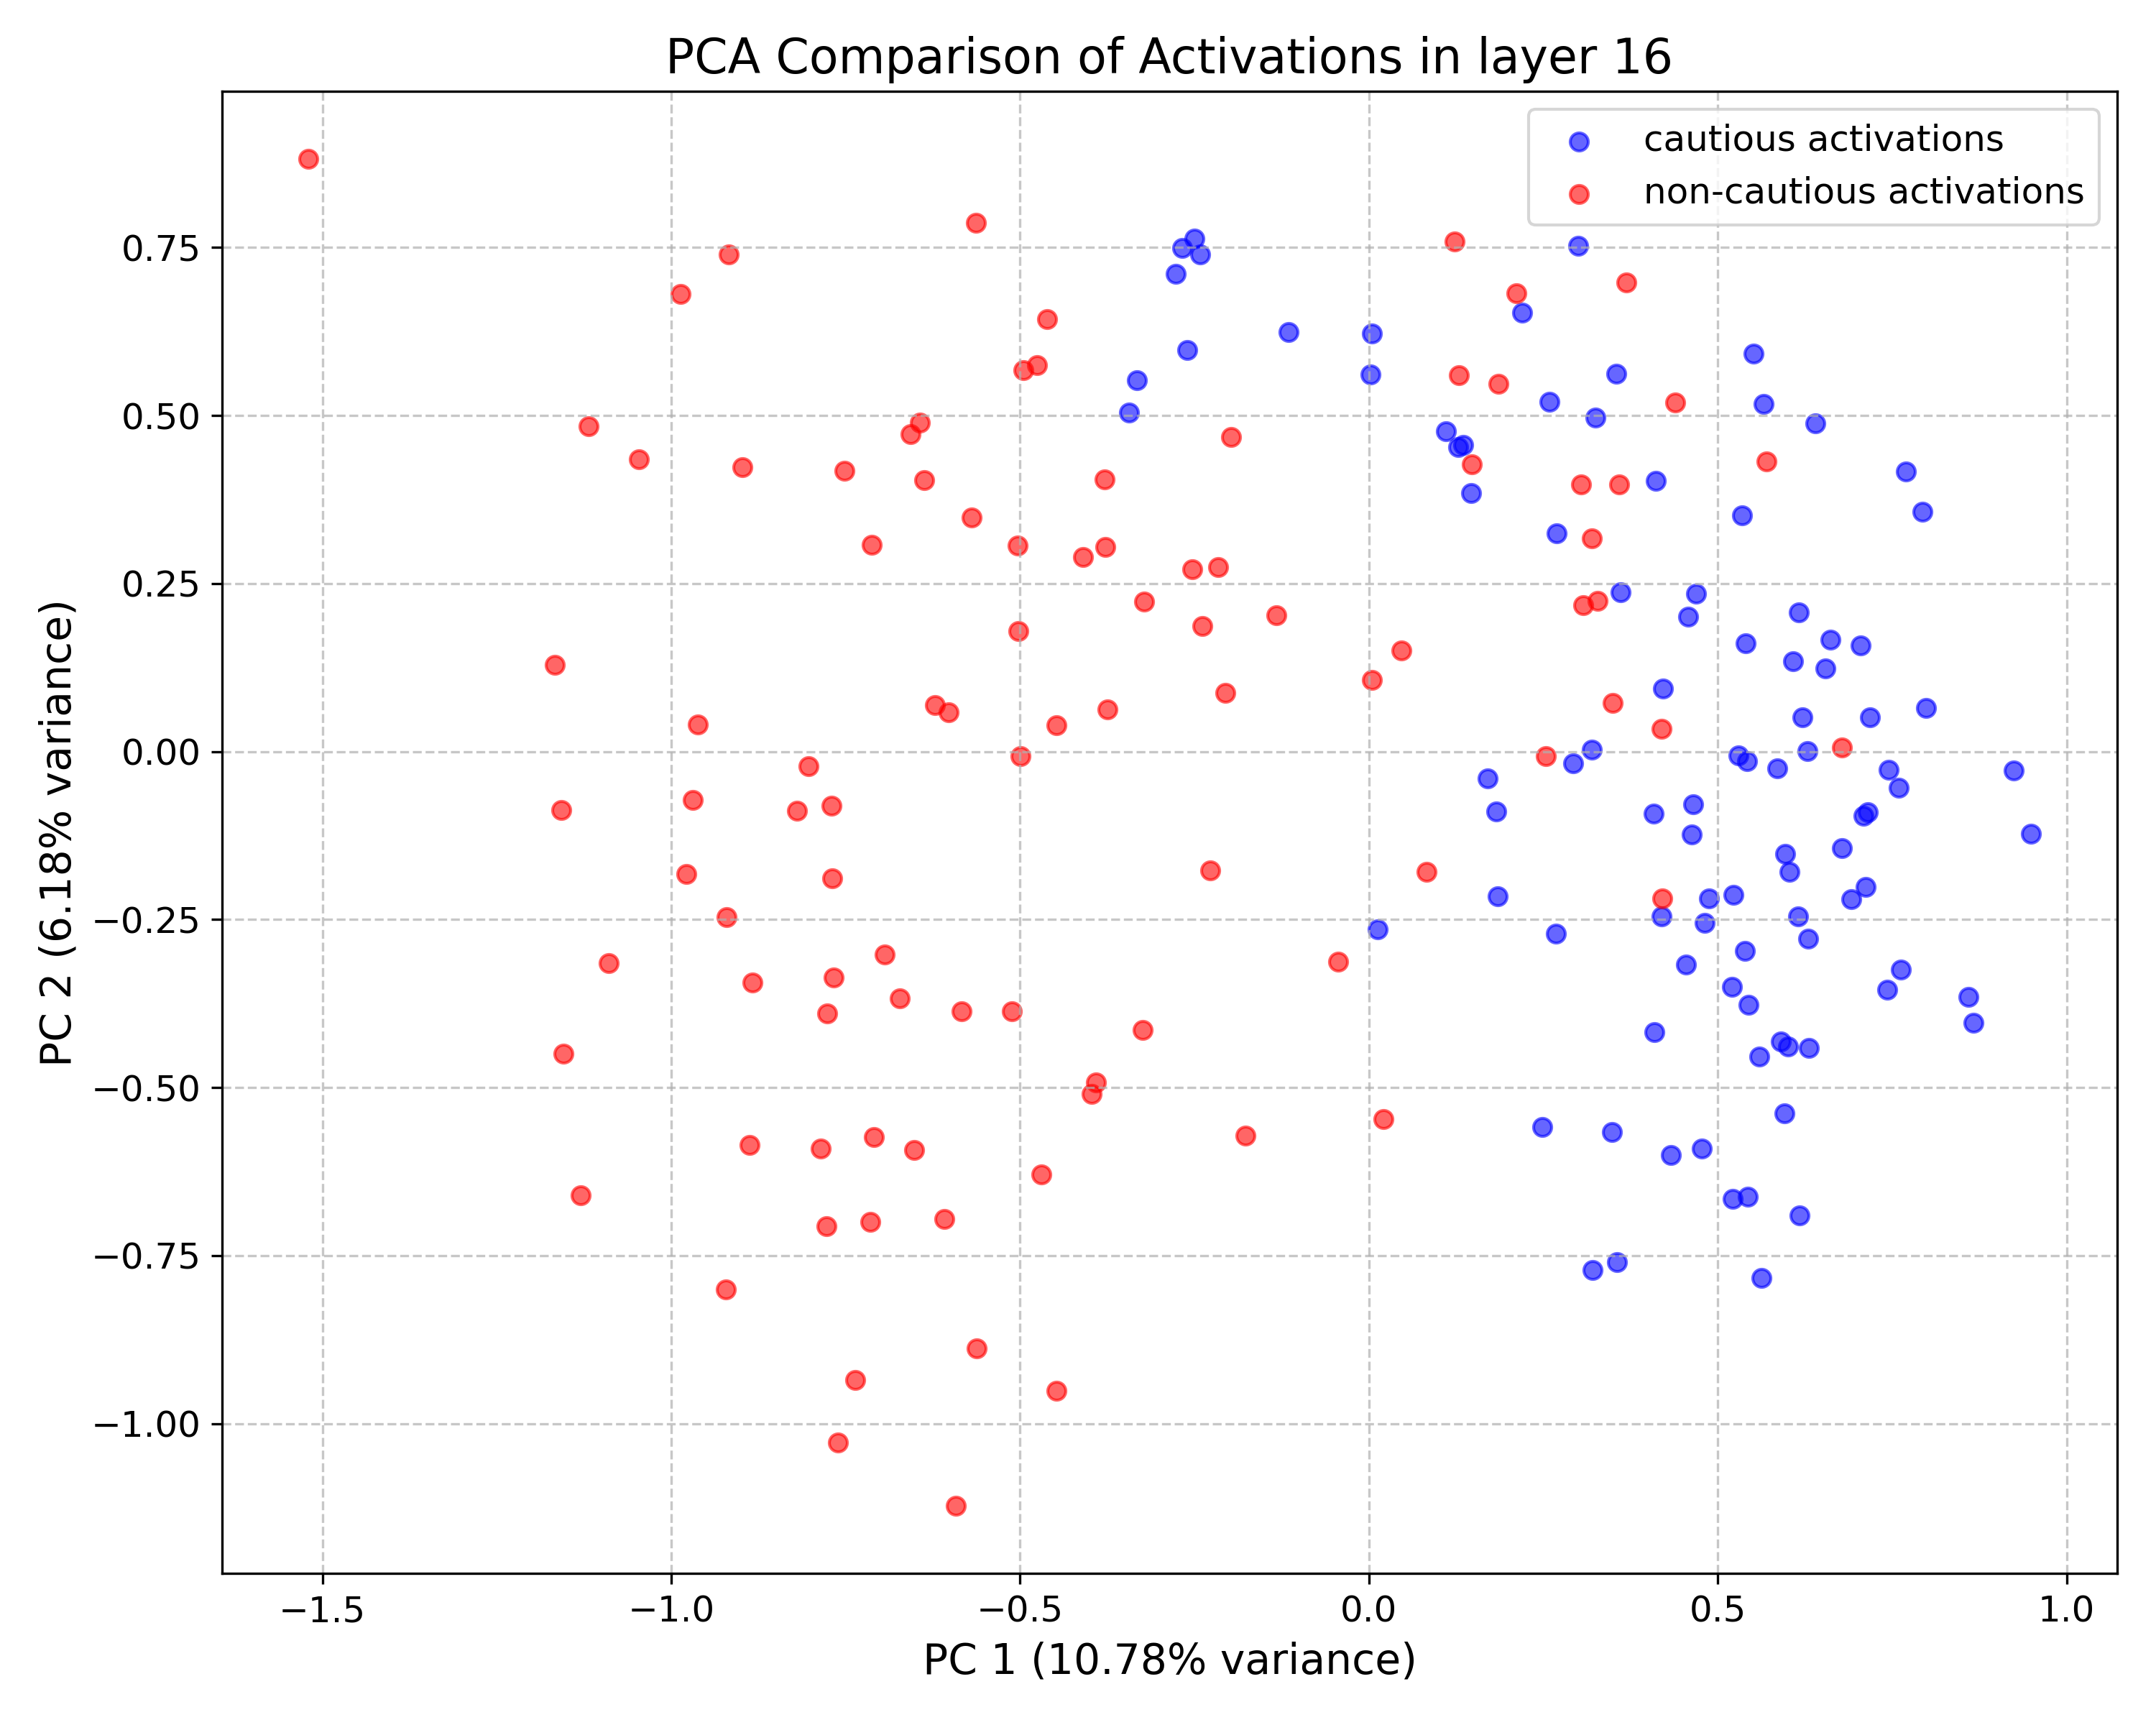 PCA Comparison of Activations in layer 16
cautious activations
non-cautious activations
PC 2 (6.18% variance)
0.75
0.50
0.25
0.00
−0.25
−0.50
−0.75
−1.00
−1.5
−1.0
−0.5
0.0
0.5
1.0
PC 1 (10.78% variance)